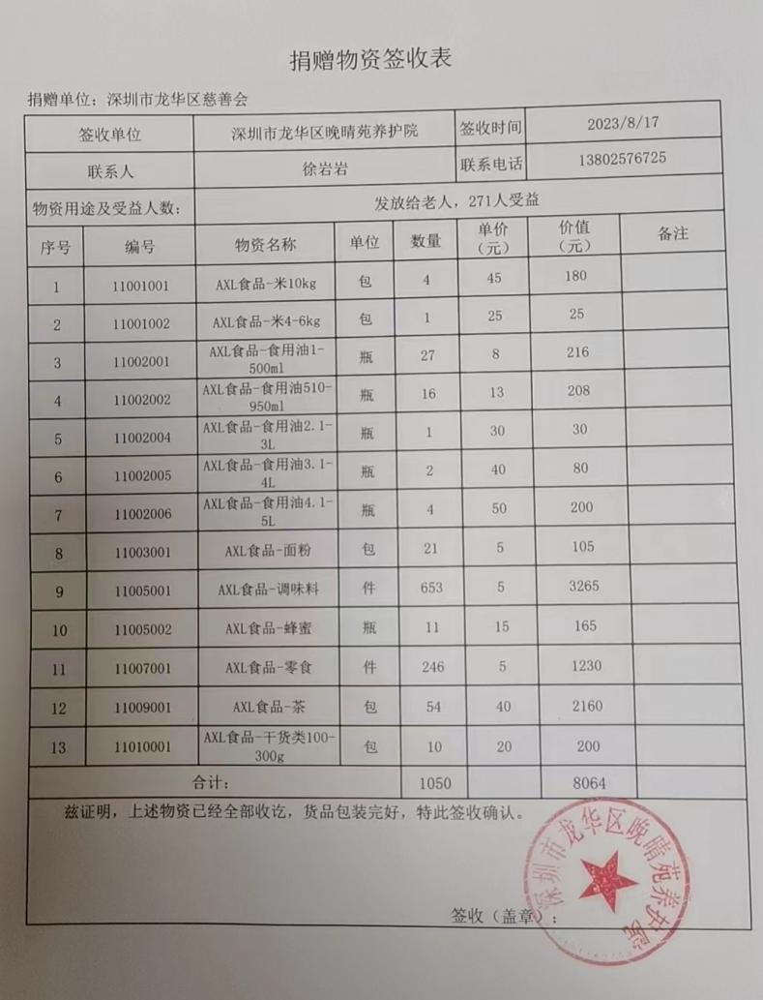 捐赠物资签收表
捐赠单位：深圳市龙华区慈善会
签收单位 深圳市龙华区晚晴苑养护院 签收时间 2023/8/17
联系人 徐岩岩 联系电话 13802576725
物资用途及受益人数： 发放给老人，271人受益
序号 编号 物资名称 单位 数量 单价（元） 价值（元） 备注
1 11001001 AXL食品-米10kg 包 4 45 180
2 11001002 AXL食品-米4-6kg 包 1 25 25
3 11002001 AXL食品-食用油1-500ml 瓶 27 8 216
4 11002002 AXL食品-食用油510-950ml 瓶 16 13 208
5 11002004 AXL食品-食用油2.1-3L 瓶 1 30 30
6 11002005 AXL食品-食用油3.1-4L 瓶 2 40 80
7 11002006 AXL食品-食用油4.1-5L 瓶 4 50 200
8 11003001 AXL食品-面粉 包 21 5 105
9 11005001 AXL食品-调味料 件 653 5 3265
10 11005002 AXL食品-蜂蜜 瓶 11 15 165
11 11007001 AXL食品-零食 件 246 5 1230
12 11009001 AXL食品-茶 包 54 40 2160
13 11010001 AXL食品-干货类100-300g 包 10 20 200
合计： 1050 8064
兹证明，上述物资已经全部收讫，货品包装完好，特此签收确认。
签收（盖章）：
深圳市龙华区晚晴苑养护院